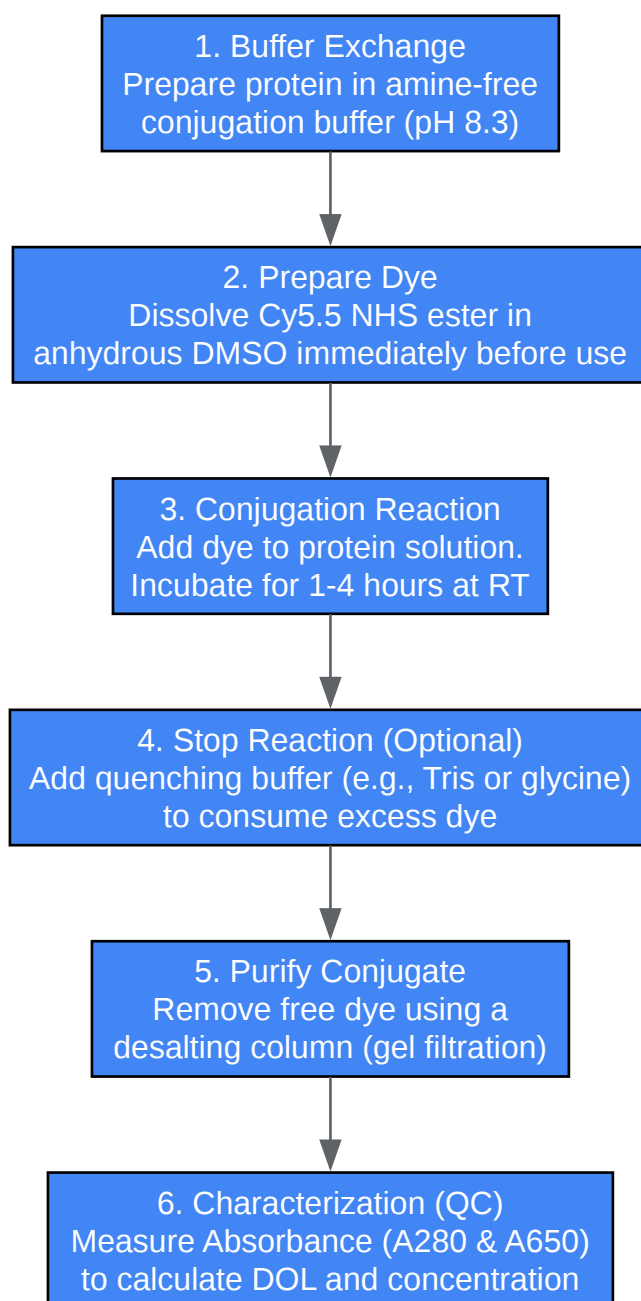 1. Buffer Exchange
Prepare protein in amine-free
conjugation buffer (pH 8.3)
2. Prepare Dye
Dissolve Cy5.5 NHS ester in
anhydrous DMSO immediately before use
3. Conjugation Reaction
Add dye to protein solution.
Incubate for 1-4 hours at RT
4. Stop Reaction (Optional)
Add quenching buffer (e.g., Tris or glycine)
to consume excess dye
5. Purify Conjugate
Remove free dye using a
desalting column (gel filtration)
6. Characterization (QC)
Measure Absorbance (A280 & A650)
to calculate DOL and concentration